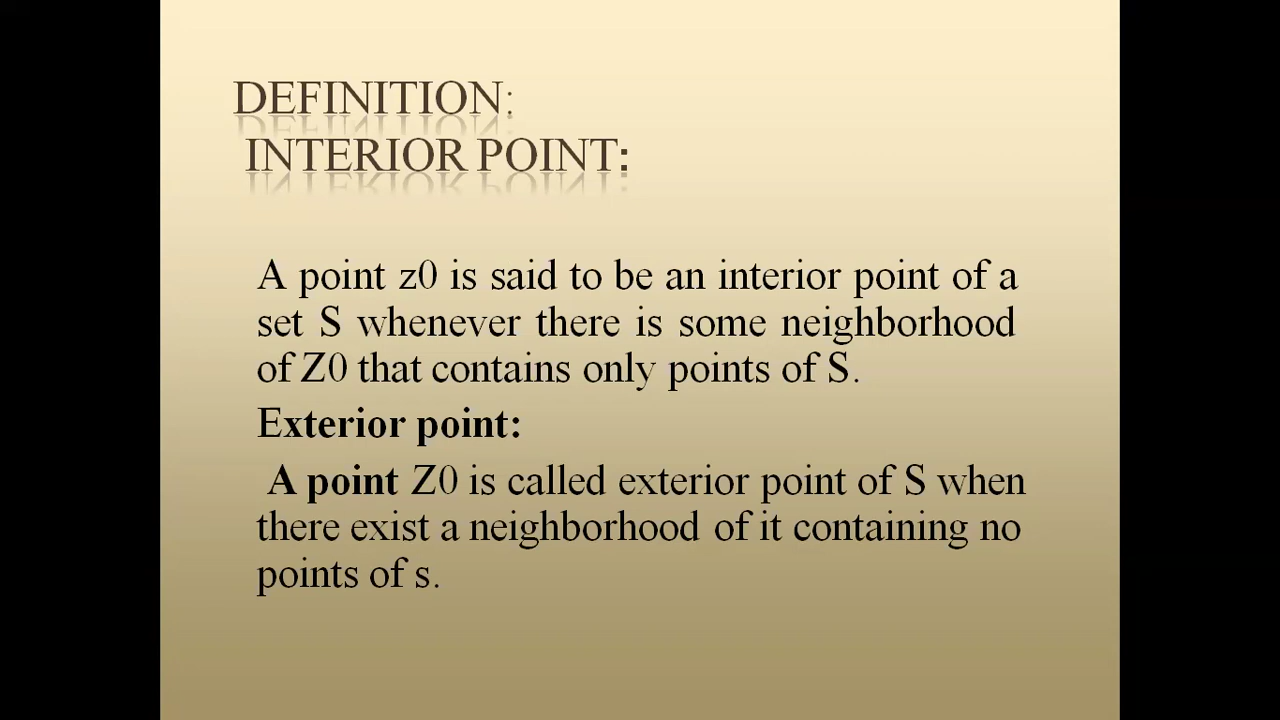 DEFINITION:
INTERIOR POINT:
A point z0 is said to be an interior point of a
set S whenever there is some neighborhood
of Z0 that contains only points of S.
Exterior point:
A point Z0 is called exterior point of S when
there exist a neighborhood of it containing no
points of s.